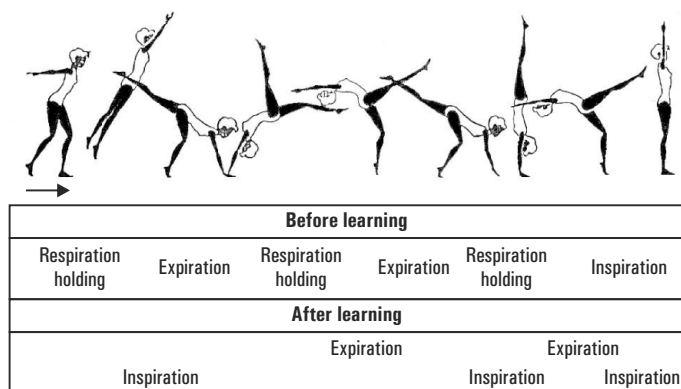 Before learning
Respiration holding Expiration Respiration holding Expiration Respiration holding Inspiration
After learning
Expiration Expiration
Inspiration Inspiration Inspiration